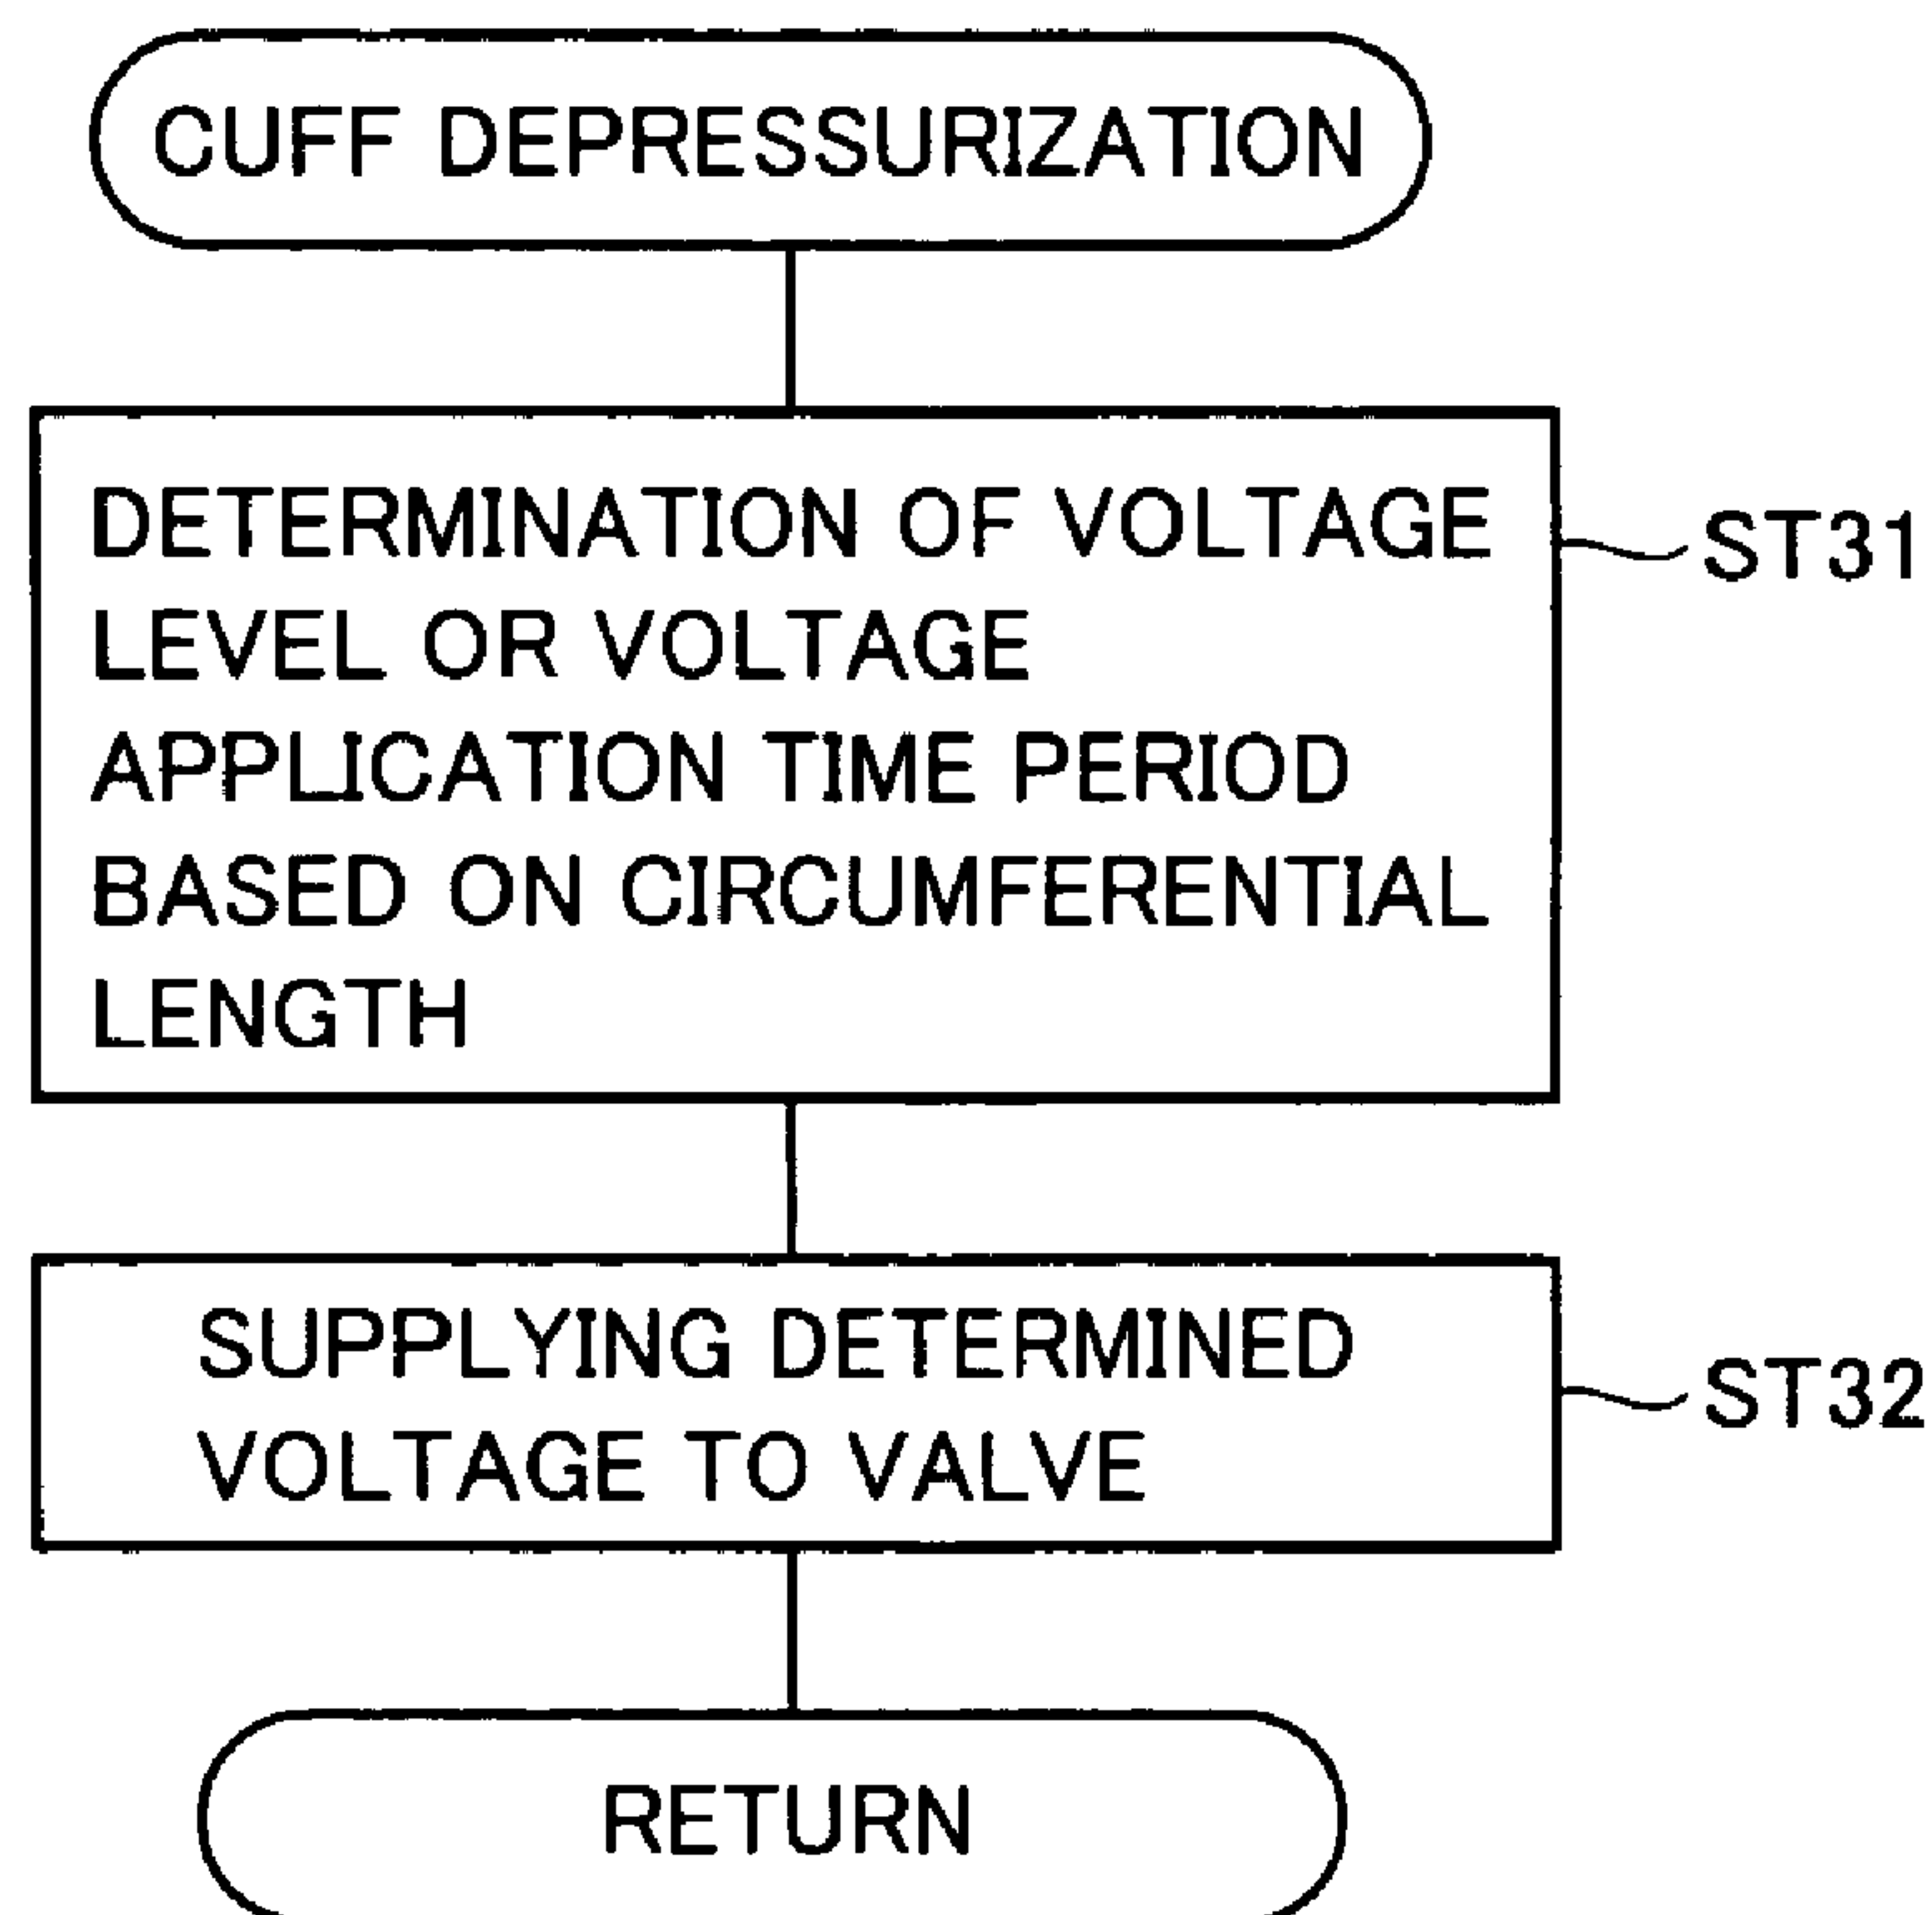 CUFF DEPRESSURIZATION
DETERMINATION OF VOLTAGE
LEVEL OR VOLTAGE
APPLICATION TIME PERIOD
BASED ON CIRCUMFERENTIAL
LENGTH
ST31
SUPPLYING DETERMINED
VOLTAGE TO VALVE
ST32
RETURN